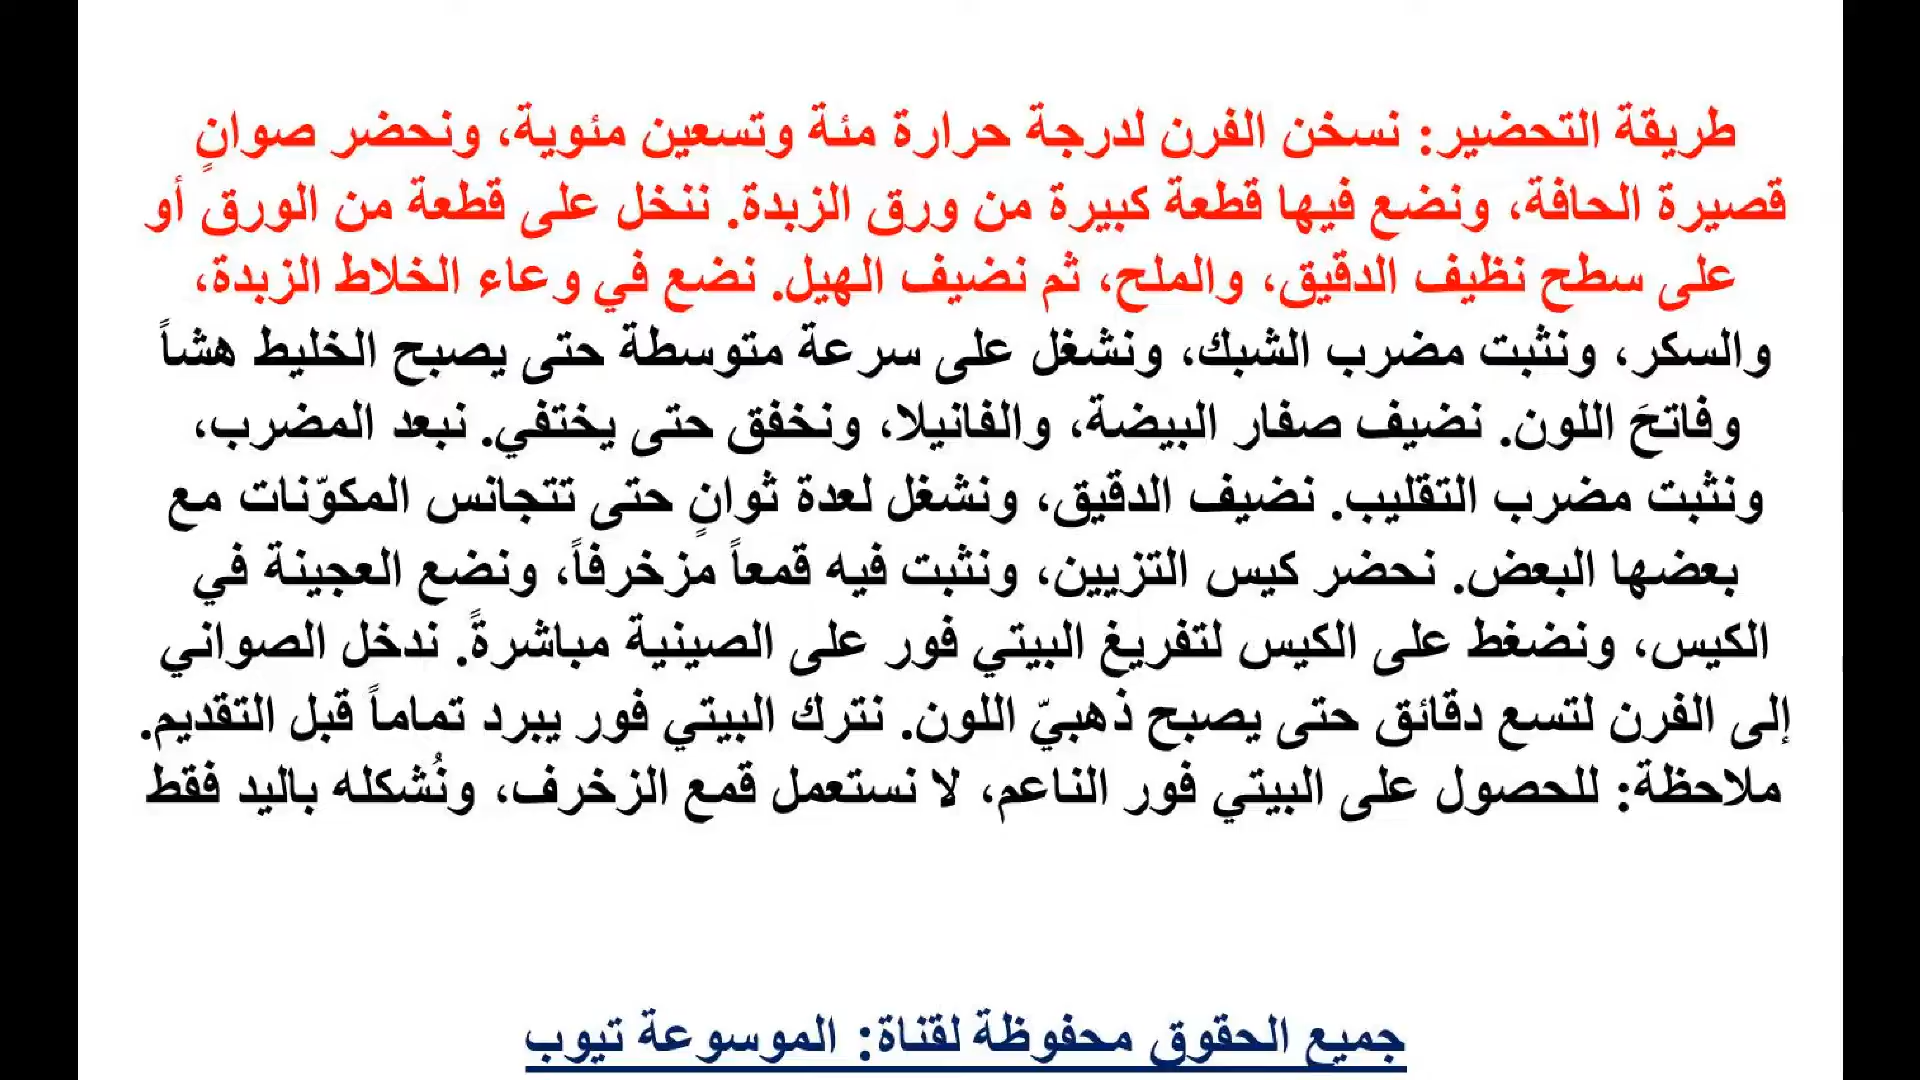 طريقة التحضير: نسخن الفرن لدرجة حرارة مئة وتسعين مئوية، ونحضر صوانٍ
قصيرة الحافة، ونضع فيها قطعة كبيرة من ورق الزبدة. ننخل على قطعة من الورق أو
على سطح نظيف الدقيق، والملح، ثم نضيف الهيل. نضع في وعاء الخلاط الزبدة،
والسكر، ونثبت مضرب الشبك، ونشغل على سرعة متوسطة حتى يصبح الخليط هشاً
وفاتحَ اللون. نضيف صفار البيضة، والفانيلا، ونخفق حتى يختفي. نبعد المضرب،
ونثبت مضرب التقليب. نضيف الدقيق، ونشغل لعدة ثوانٍ حتى تتجانس المكوّنات مع
بعضها البعض. نحضر كيس التزيين، ونثبت فيه قمعاً مزخرفاً، ونضع العجينة في
الكيس، ونضغط على الكيس لتفريغ البيتي فور على الصينية مباشرةً. ندخل الصواني
إلى الفرن لتسع دقائق حتى يصبح ذهبيّ اللون. نترك البيتي فور يبرد تماماً قبل التقديم.
ملاحظة: للحصول على البيتي فور الناعم، لا نستعمل قمع الزخرف، ونُشكله باليد فقط
جميع الحقوق محفوظة لقناة: الموسوعة تيوب